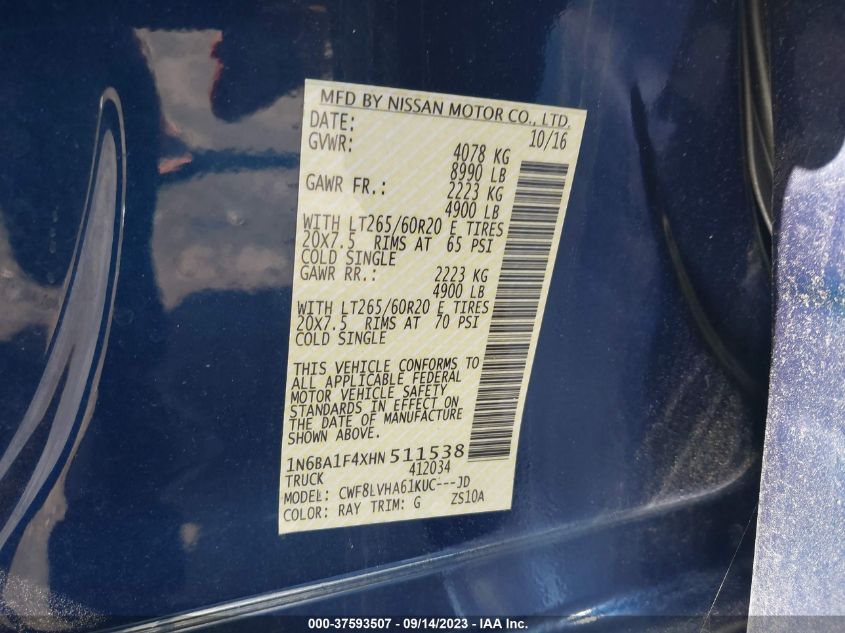 MFD BY NISSAN MOTOR CO., LTD.
DATE: 10/16
GVWR: 4078 KG
8990 LB
GAWR FR.: 2223 KG
4900 LB
WITH LT265/60R20 E TIRES
20X7.5 RIMS AT 65 PSI
COLD SINGLE
GAWR RR.: 2223 KG
4900 LB
WITH LT265/60R20 E TIRES
20X7.5 RIMS AT 70 PSI
COLD SINGLE
THIS VEHICLE CONFORMS TO
ALL APPLICABLE FEDERAL
MOTOR VEHICLE SAFETY
STANDARDS IN EFFECT ON
THE DATE OF MANUFACTURE
SHOWN ABOVE.
1N6BA1F4XHN 511538
TRUCK 412034
MODEL: CWF8LVHA61KUC---JD
COLOR: RAY TRIM: G ZS10A
000-37593507 - 09/14/2023 - IAA Inc.